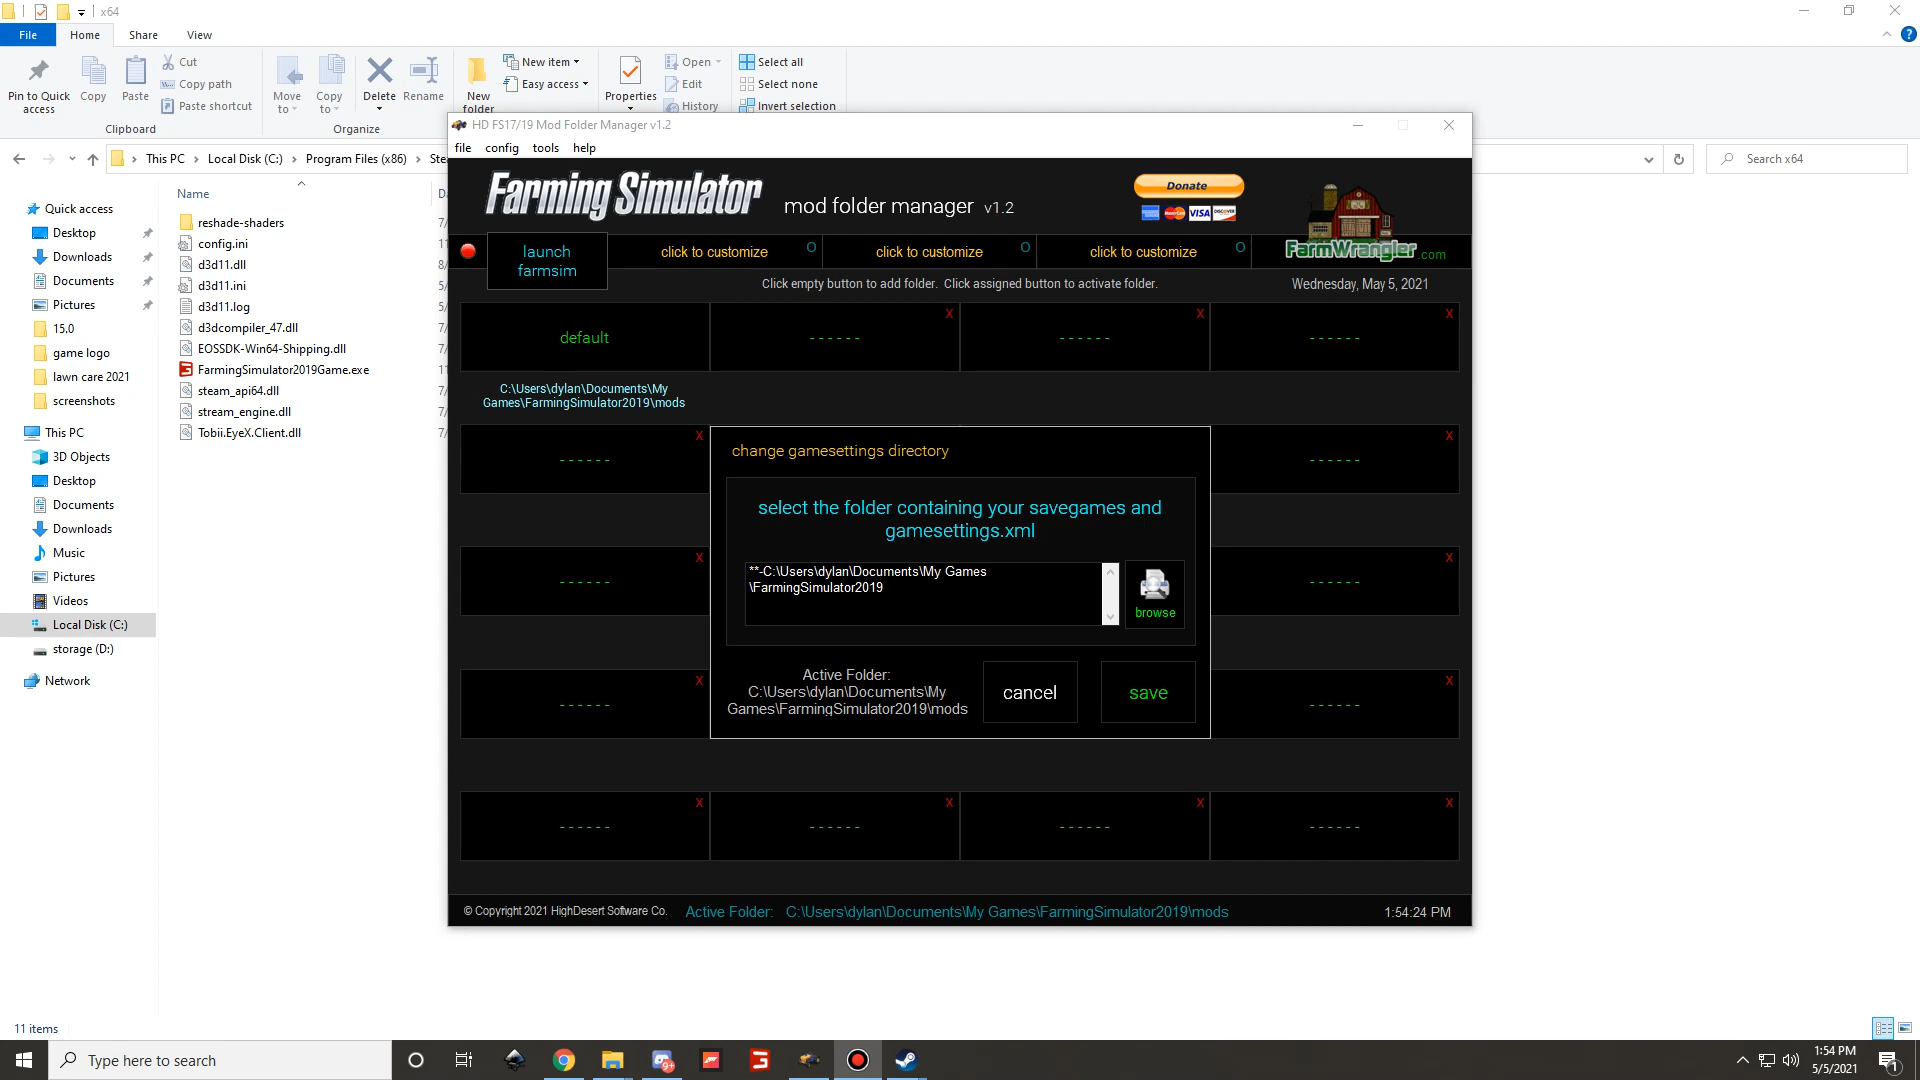 x64
File
Home
Share
View
Pin to Quick access
Copy
Paste
Cut
Copy path
Paste shortcut
Clipboard
Move to
Copy to
Delete
Rename
Organize
New folder
New item
Easy access
Properties
Open
Edit
History
Select all
Select none
Invert selection
This PC
Local Disk (C:)
Program Files (x86)
Search x64
Quick access
Desktop
Downloads
Documents
Pictures
15.0
game logo
lawn care 2021
screenshots
This PC
3D Objects
Desktop
Documents
Downloads
Music
Pictures
Videos
Local Disk (C:)
storage (D:)
Network
Name
reshade-shaders
config.ini
d3d11.dll
d3d11.ini
d3d11.log
d3dcompiler_47.dll
EOSSDK-Win64-Shipping.dll
FarmingSimulator2019Game.exe
steam_api64.dll
stream_engine.dll
Tobii.EyeX.Client.dll
HD FS17/19 Mod Folder Manager v1.2
file config tools help
Farming Simulator mod folder manager v1.2
Donate
VISA
FarmWrangler.com
launch farmsim
click to customize O
click to customize O
click to customize O
Click empty button to add folder. Click assigned button to activate folder.
Wednesday, May 5, 2021
default
------ X
------ X
------ X
C:\Users\dylan\Documents\My
Games\FarmingSimulator2019\mods
------ X
------ X
change gamesettings directory
select the folder containing your savegames and
gamesettings.xml
**-C:\Users\dylan\Documents\My Games
\FarmingSimulator2019
browse
------ X
------ X
Active Folder:
C:\Users\dylan\Documents\My
Games\FarmingSimulator2019\mods
cancel
save
------ X
------ X
------ X
------ X
------ X
------ X
© Copyright 2021 HighDesert Software Co.
Active Folder: C:\Users\dylan\Documents\My Games\FarmingSimulator2019\mods
1:54:24 PM
11 items
Type here to search
9+
1:54 PM
5/5/2021
1